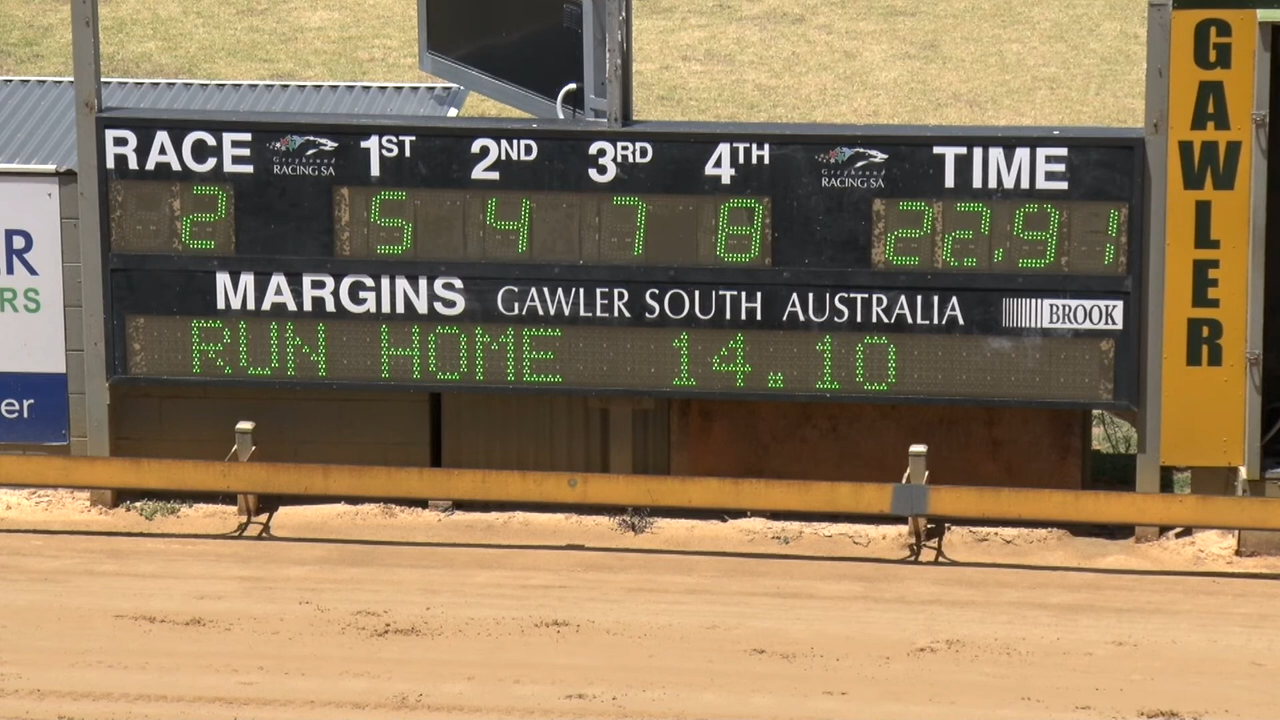 RACE Greyhound RACING SA 1ST 2ND 3RD 4TH Greyhound RACING SA TIME
2 5 4 7 8 22.91
MARGINS GAWLER SOUTH AUSTRALIA BROOK
RUN HOME 14.10
GAWLER
ER
RS
er